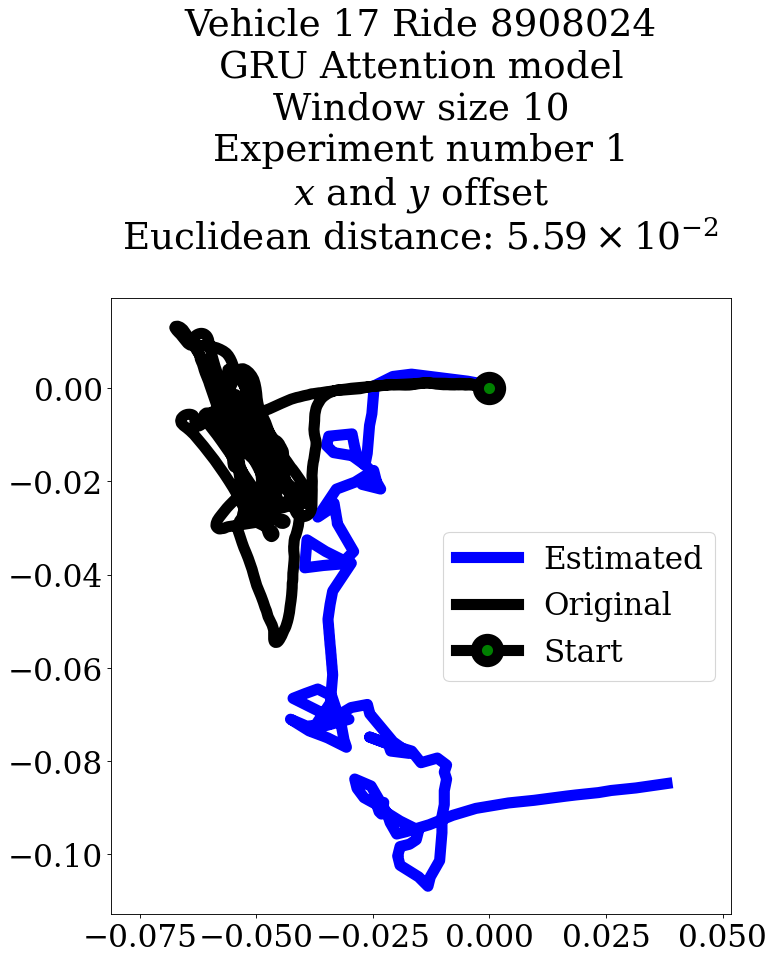 Vehicle 17 Ride 8908024
GRU Attention model
Window size 10
Experiment number 1
x and y offset
Euclidean distance: 5.59 × 10⁻²
0.00
−0.02
−0.04
−0.06
−0.08
−0.10
Estimated
Original
Start
−0.075 −0.050 −0.025 0.000 0.025 0.050